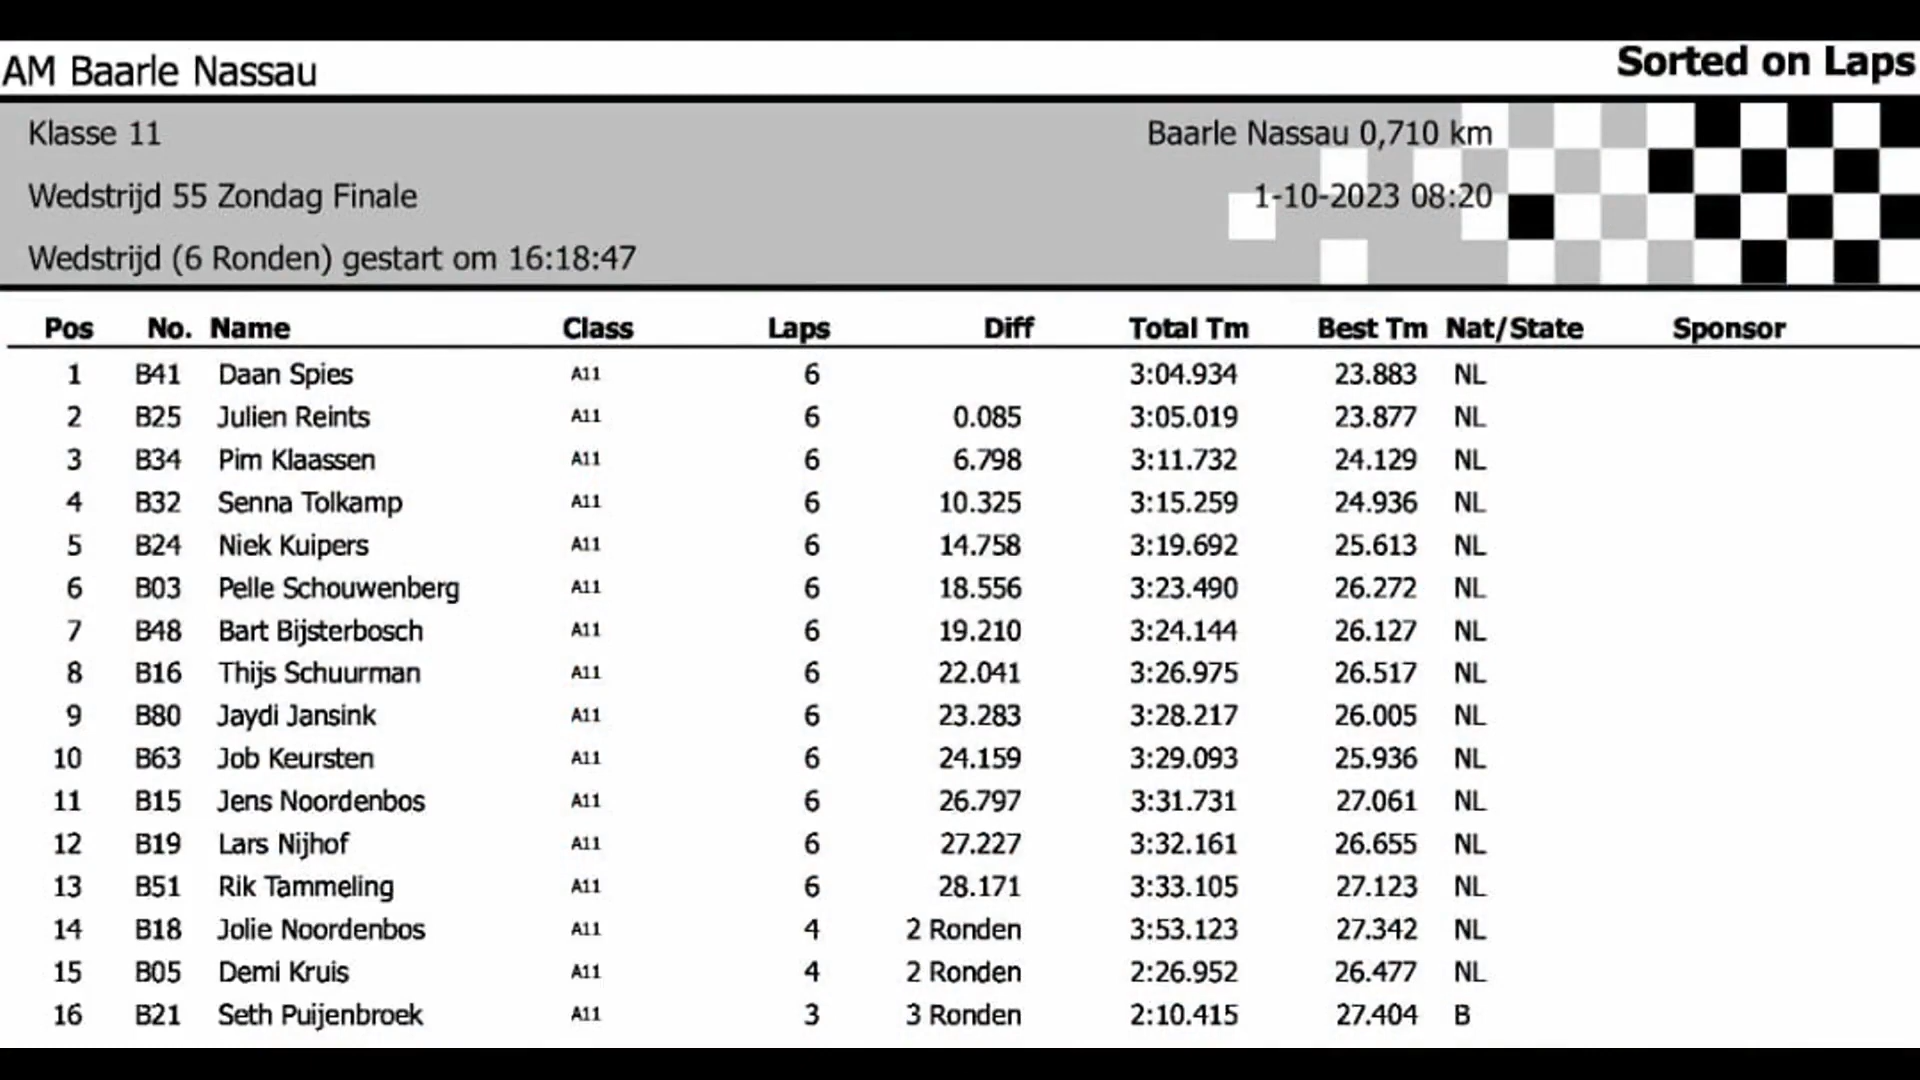 AM Baarle Nassau
Sorted on Laps
Klasse 11
Baarle Nassau 0,710 km
Wedstrijd 55 Zondag Finale
1-10-2023 08:20
Wedstrijd (6 Ronden) gestart om 16:18:47
Pos No. Name Class Laps Diff Total Tm Best Tm Nat/State Sponsor
1 B41 Daan Spies A11 6 3:04.934 23.883 NL
2 B25 Julien Reints A11 6 0.085 3:05.019 23.877 NL
3 B34 Pim Klaassen A11 6 6.798 3:11.732 24.129 NL
4 B32 Senna Tolkamp A11 6 10.325 3:15.259 24.936 NL
5 B24 Niek Kuipers A11 6 14.758 3:19.692 25.613 NL
6 B03 Pelle Schouwenberg A11 6 18.556 3:23.490 26.272 NL
7 B48 Bart Bijsterbosch A11 6 19.210 3:24.144 26.127 NL
8 B16 Thijs Schuurman A11 6 22.041 3:26.975 26.517 NL
9 B80 Jaydi Jansink A11 6 23.283 3:28.217 26.005 NL
10 B63 Job Keursten A11 6 24.159 3:29.093 25.936 NL
11 B15 Jens Noordenbos A11 6 26.797 3:31.731 27.061 NL
12 B19 Lars Nijhof A11 6 27.227 3:32.161 26.655 NL
13 B51 Rik Tammeling A11 6 28.171 3:33.105 27.123 NL
14 B18 Jolie Noordenbos A11 4 2 Ronden 3:53.123 27.342 NL
15 B05 Demi Kruis A11 4 2 Ronden 2:26.952 26.477 NL
16 B21 Seth Puijenbroek A11 3 3 Ronden 2:10.415 27.404 B